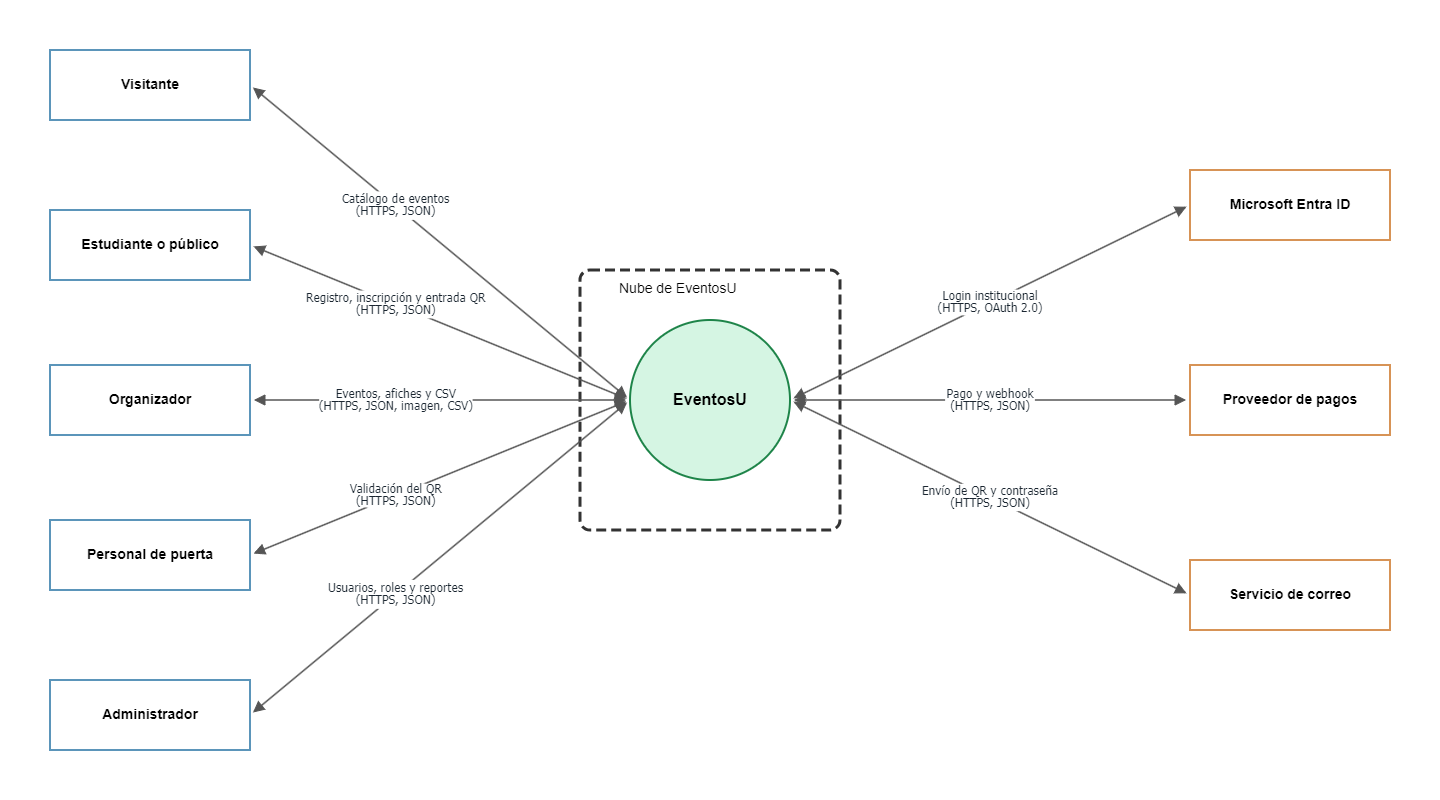 Visitante
Catálogo de eventos
(HTTPS, JSON)
Estudiante o público
Registro, inscripción y entrada QR
(HTTPS, JSON)
Organizador
Eventos, afiches y CSV
(HTTPS, JSON, imagen, CSV)
Personal de puerta
Validación del QR
(HTTPS, JSON)
Administrador
Usuarios, roles y reportes
(HTTPS, JSON)
Nube de EventosU
EventosU
Microsoft Entra ID
Login institucional
(HTTPS, OAuth 2.0)
Proveedor de pagos
Pago y webhook
(HTTPS, JSON)
Servicio de correo
Envío de QR y contraseña
(HTTPS, JSON)